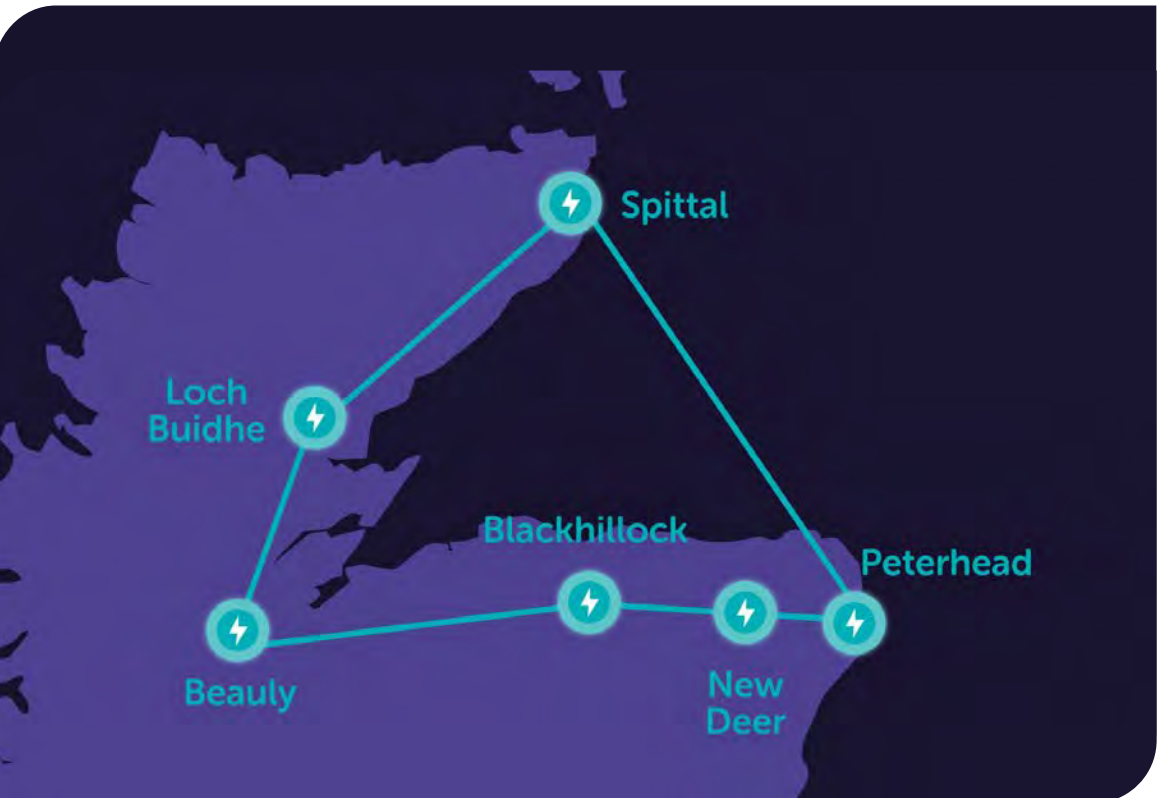 Spittal
Loch
Buidhe
Blackhillock
Peterhead
Beauly
New
Deer